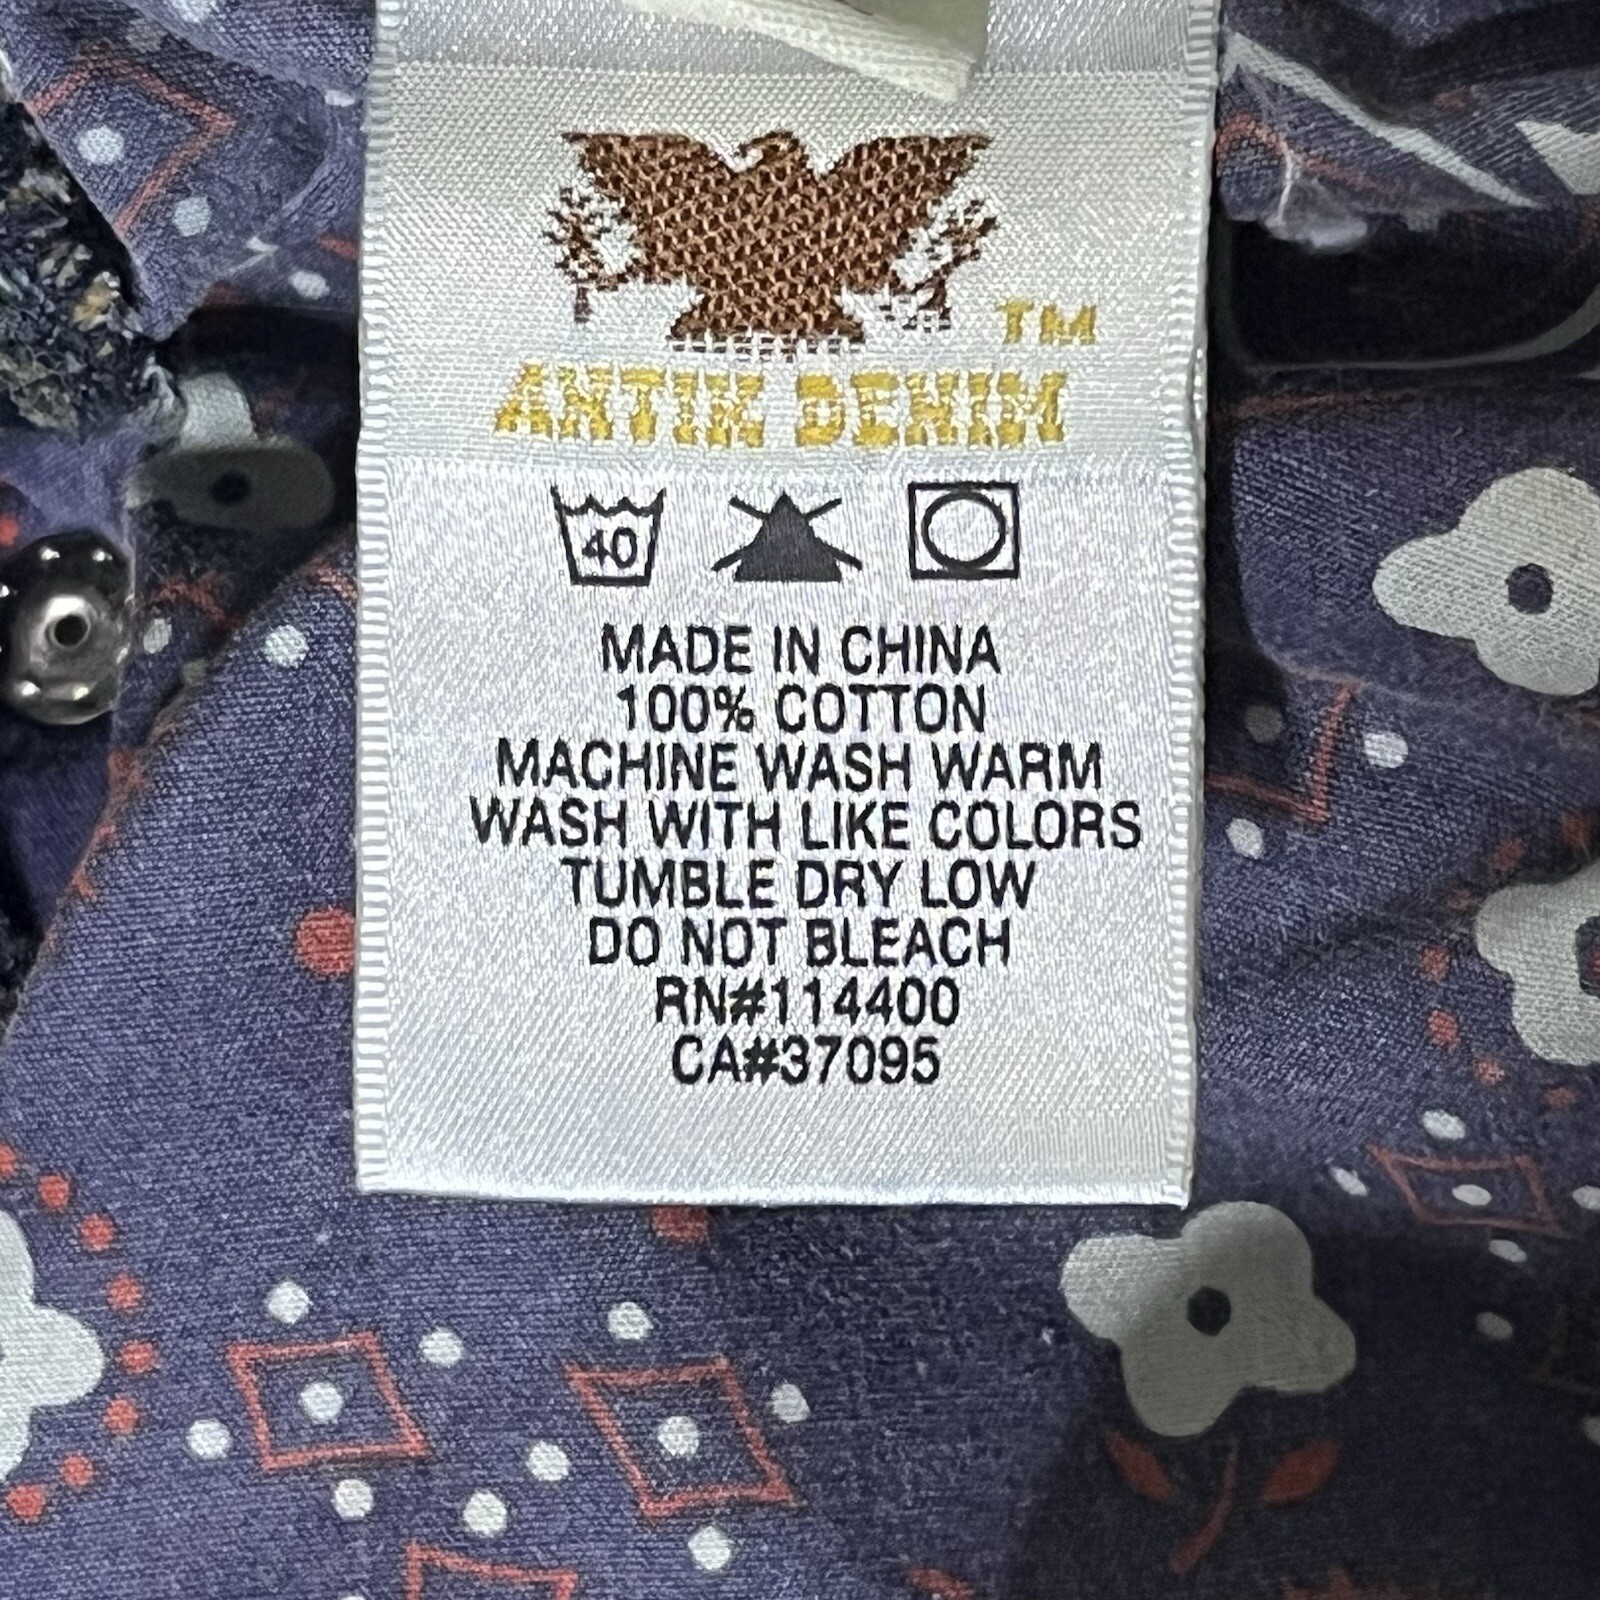 TM
ANTIK DENIM
40
MADE IN CHINA
100% COTTON
MACHINE WASH WARM
WASH WITH LIKE COLORS
TUMBLE DRY LOW
DO NOT BLEACH
RN#114400
CA#37095